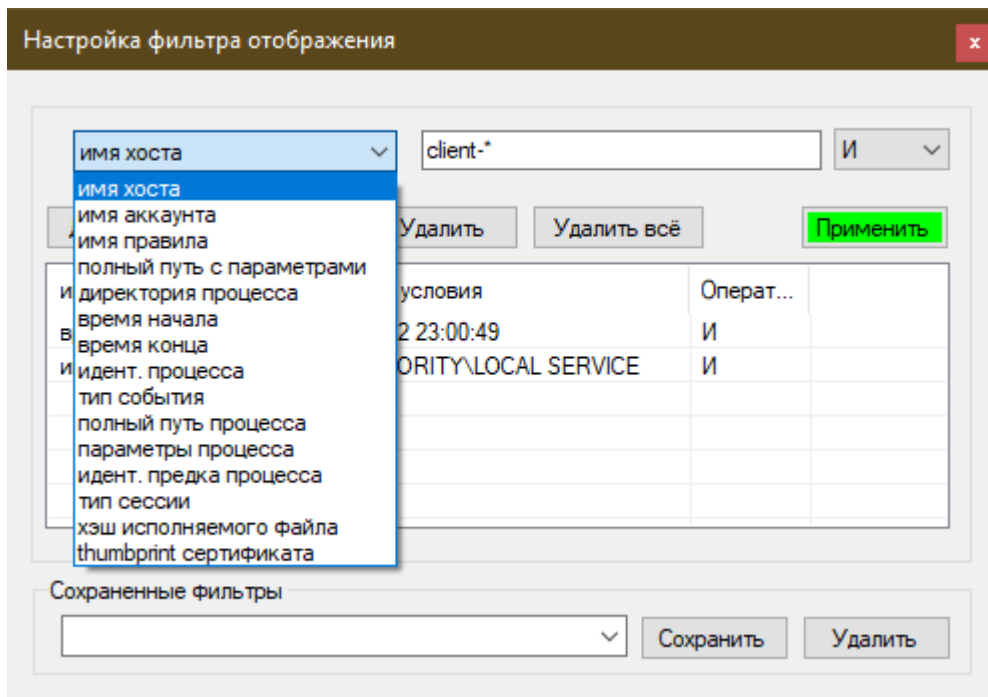 Настройка фильтра отображения
x
имя хоста
client-*
И
имя хоста
имя аккаунта
имя правила
полный путь с параметрами
директория процесса
время начала
время конца
идент. процесса
тип события
полный путь процесса
параметры процесса
идент. предка процесса
тип сессии
хэш исполняемого файла
thumbprint сертификата
Удалить
Удалить всё
Применить
условия
Операт...
2 23:00:49
И
ORITY\LOCAL SERVICE
И
Сохраненные фильтры
Сохранить
Удалить